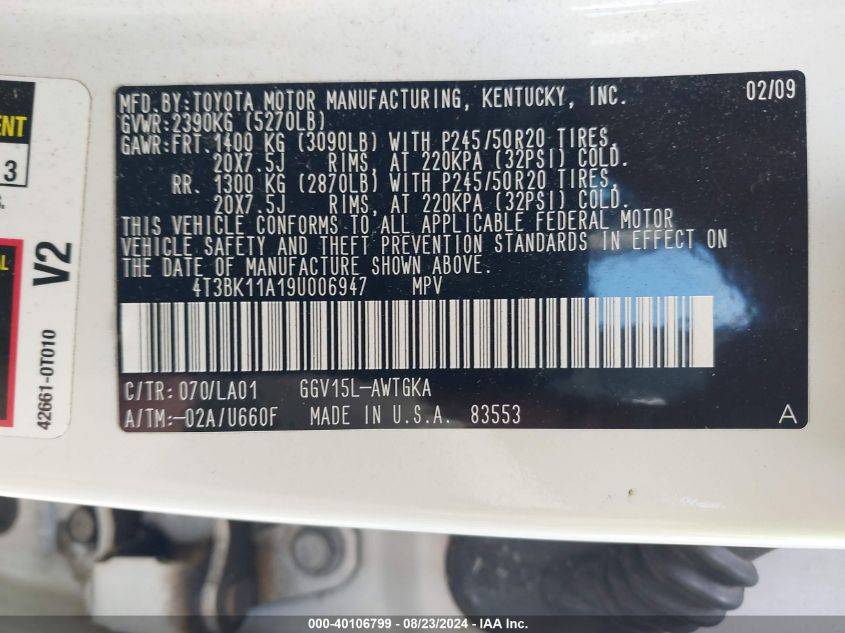 MFD.BY:TOYOTA MOTOR MANUFACTURING, KENTUCKY, INC. 02/09
GVWR:2390KG (5270LB)
GAWR:FRT.1400 KG (3090LB) WITH P245/50R20 TIRES,
20X7.5J RIMS, AT 220KPA (32PSI) COLD.
RR. 1300 KG (2870LB) WITH P245/50R20 TIRES,
20X7.5J RIMS, AT 220KPA (32PSI) COLD.
THIS VEHICLE CONFORMS TO ALL APPLICABLE FEDERAL MOTOR
VEHICLE SAFETY AND THEFT PREVENTION STANDARDS IN EFFECT ON
THE DATE OF MANUFACTURE SHOWN ABOVE.
4T3BK11A19U006947 MPV
C/TR:070/LA01 GGV15L-AWTGKA
A/TM:-02A/U660F MADE IN U.S.A. 83553 A
3
V2
42661-0T010
000-40106799 - 08/23/2024 - IAA Inc.